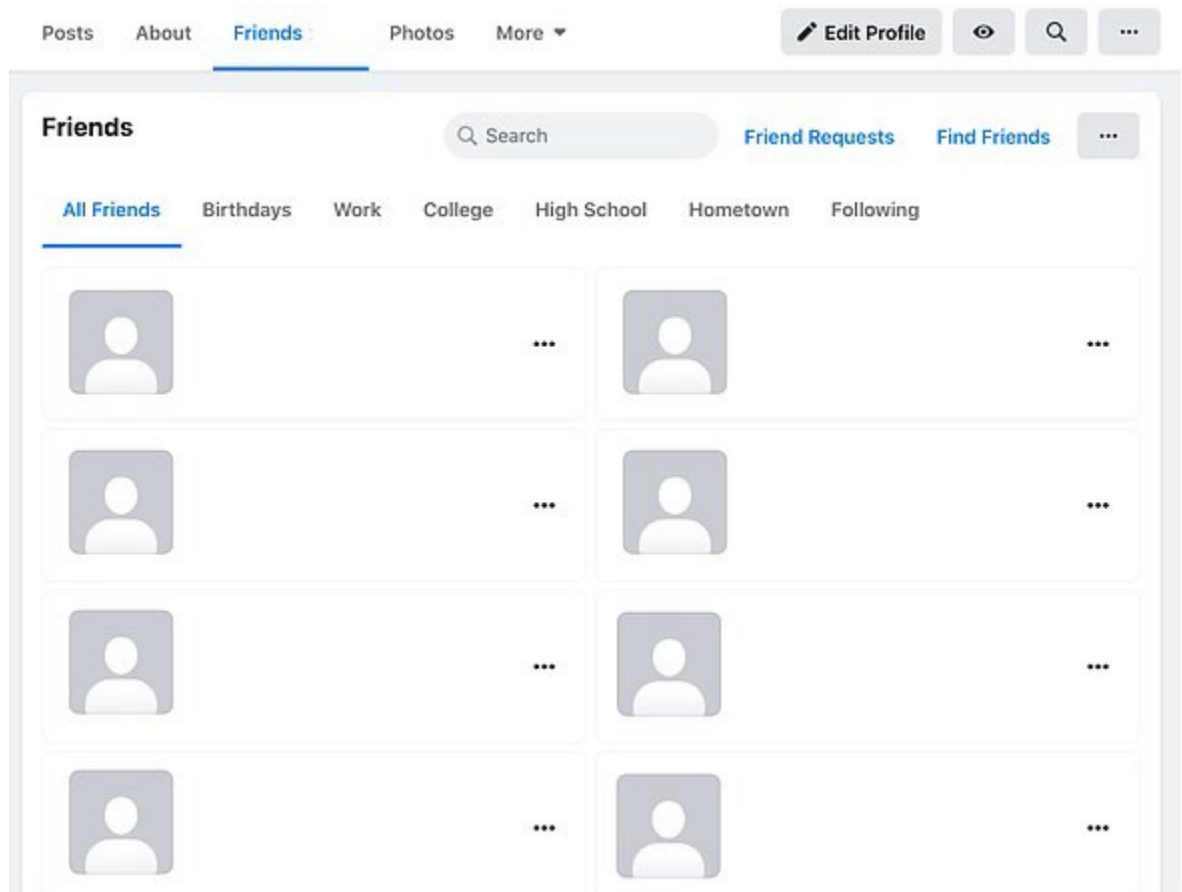 Posts About Friends Photos More Edit Profile ...
Friends Search Friend Requests Find Friends ...
All Friends Birthdays Work College High School Hometown Following